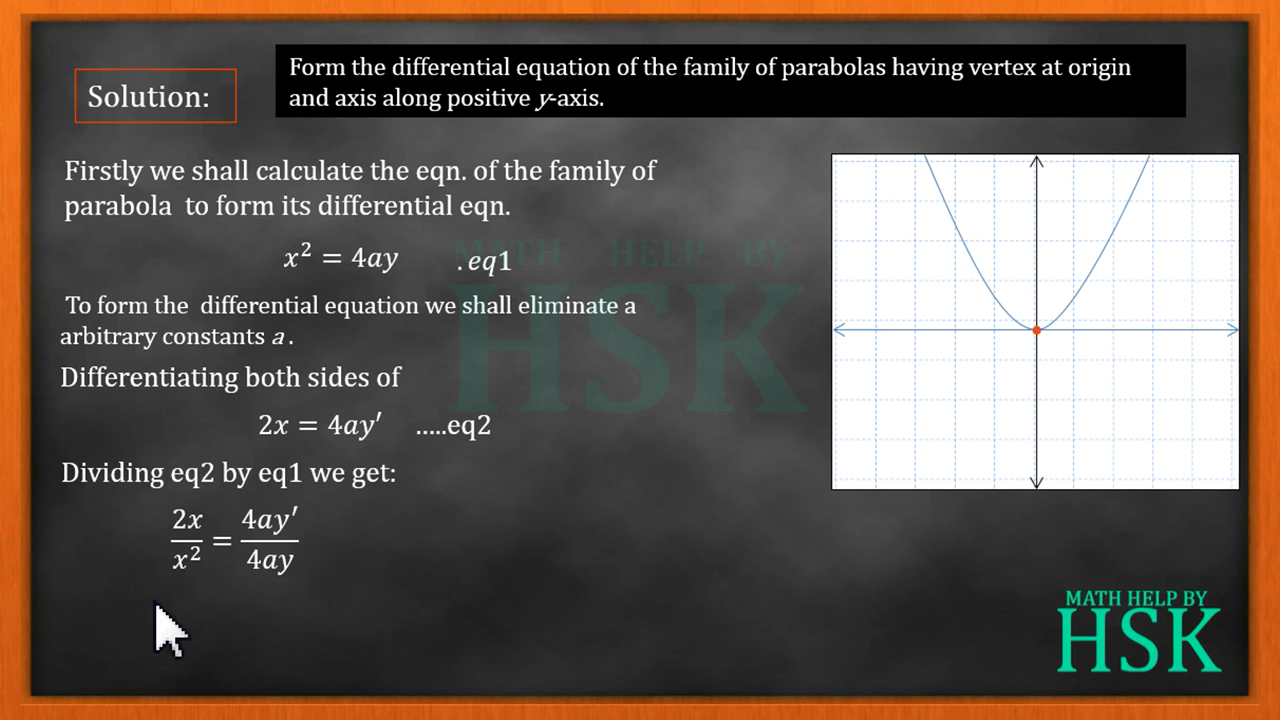 Solution:
Form the differential equation of the family of parabolas having vertex at origin
and axis along positive y-axis.
Firstly we shall calculate the eqn. of the family of
parabola to form its differential eqn.
x² = 4ay .eq1
To form the differential equation we shall eliminate a
arbitrary constants a .
Differentiating both sides of
2x = 4ay′ .....eq2
Dividing eq2 by eq1 we get:
2x/x² = 4ay′/4ay
MATH HELP BY
HSK
MATH HELP BY
HSK